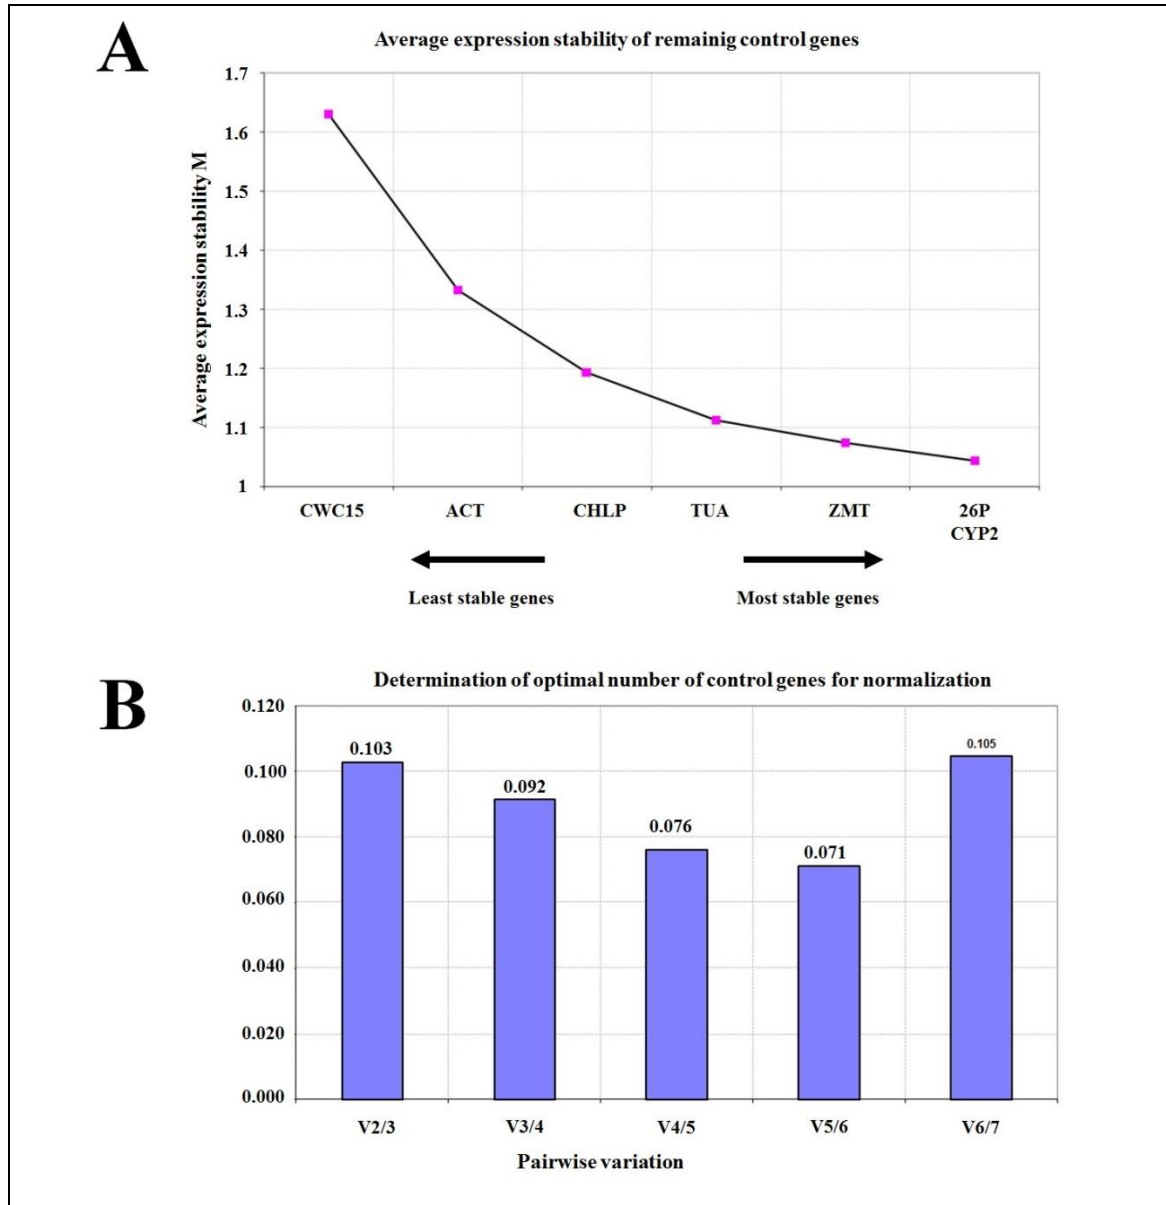 A
Average expression stability of remainig control genes
Average expression stability M
1.7
1.6
1.5
1.4
1.3
1.2
1.1
1
CWC15 ACT CHLP TUA ZMT 26P
CYP2
Least stable genes Most stable genes
B
Determination of optimal number of control genes for normalization
0.120
0.100
0.080
0.060
0.040
0.020
0.000
0.103
0.092
0.076
0.071
0.105
V2/3 V3/4 V4/5 V5/6 V6/7
Pairwise variation